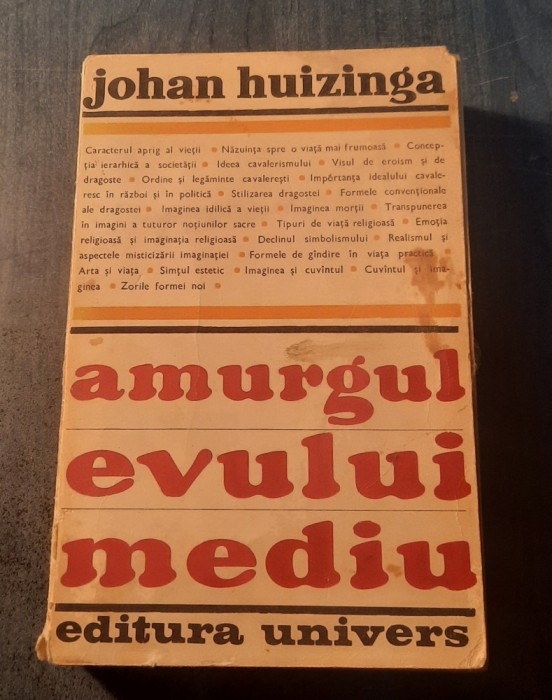 johan huizinga
Caracterul aprig al vieții • Năzuința spre o viață mai frumoasă • Concep-
ția ierarhică a societății • Ideea cavalerismului • Visul de eroism și de
dragoste • Ordine și legăminte cavalerești • Importanța idealului cavale-
resc în război și în politică • Stilizarea dragostei • Formele convenționale
ale dragostei • Imaginea idilică a vieții • Imaginea morții • Transpunerea
în imagini a tuturor noțiunilor sacre • Tipuri de viață religioasă • Emoția
religioasă și imaginația religioasă • Declinul simbolismului • Realismul și
aspectele misticizării imaginației • Formele de gîndire în viața practică •
Arta și viața • Simțul estetic • Imaginea și cuvîntul • Cuvîntul și ima-
ginea • Zorile formei noi •
amurgul
evului
mediu
editura univers